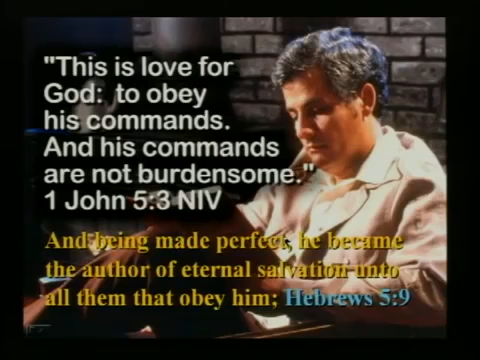 "This is love for
God:  to obey
his commands.
And his commands
are not burdensome."
1 John 5:3 NIV
And being made perfect, he became
the author of eternal salvation unto
all them that obey him; Hebrews 5:9